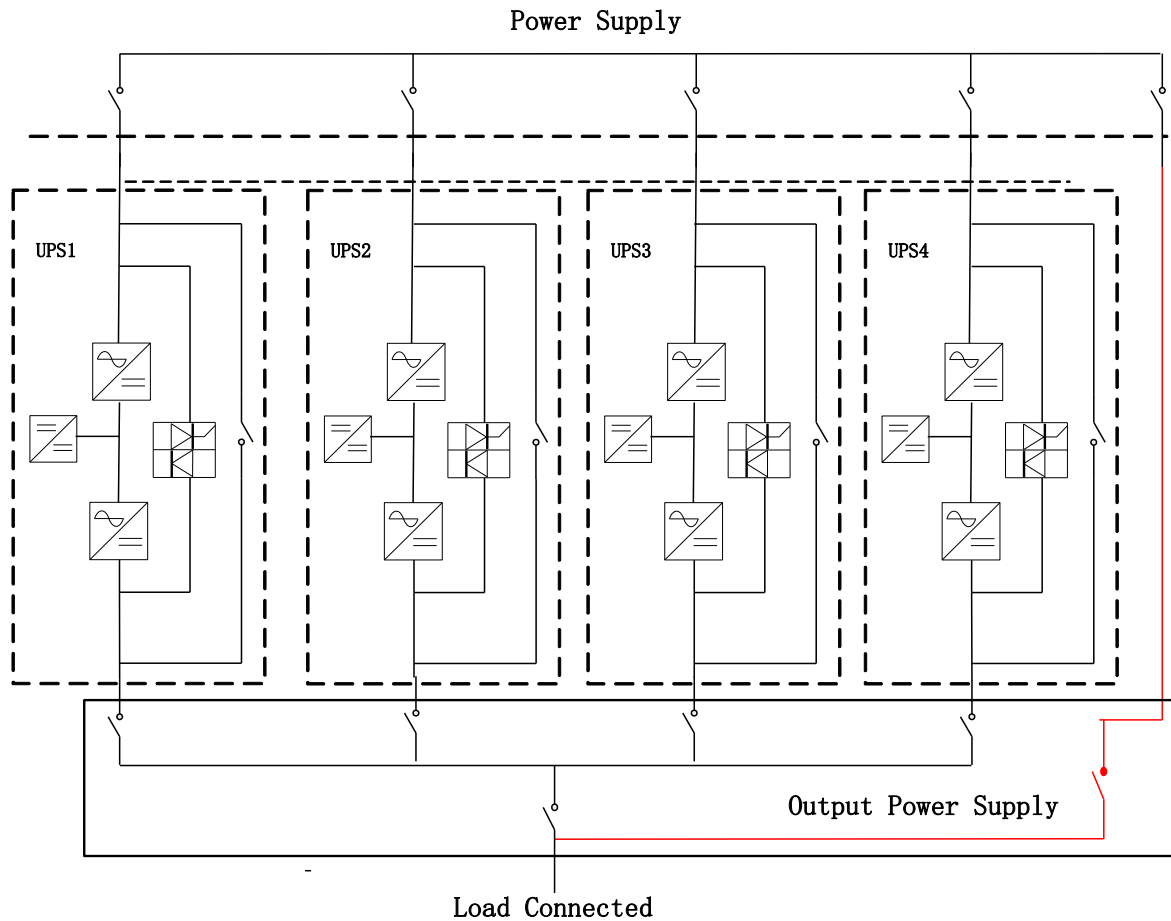 Power Supply
UPS1
UPS2
UPS3
UPS4
Output Power Supply
Load Connected